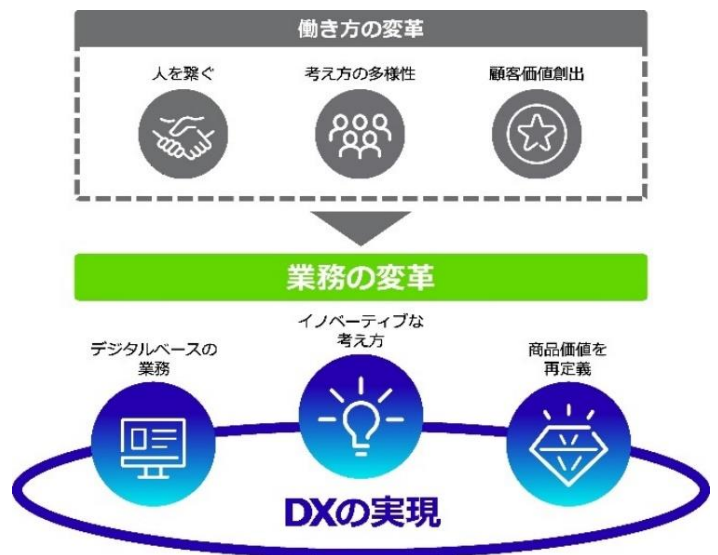 働き方の変革
人を繋ぐ
考え方の多様性
顧客価値創出
業務の変革
デジタルベースの
業務
イノベーティブな
考え方
商品価値を
再定義
DXの実現